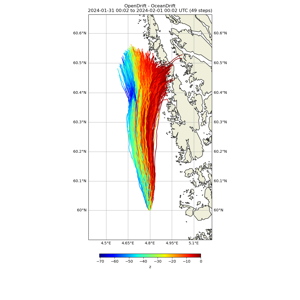 OpenDrift - OceanDrift
2024-01-31 00:02 to 2024-02-01 00:02 UTC (49 steps)
60.6°N 60.6°N
60.5°N 60.5°N
60.4°N 60.4°N
60.3°N 60.3°N
60.2°N 60.2°N
60.1°N 60.1°N
60°N 60°N
4.5°E 4.65°E 4.8°E 4.95°E 5.1°E
−70 −60 −50 −40 −30 −20 −10 0
z